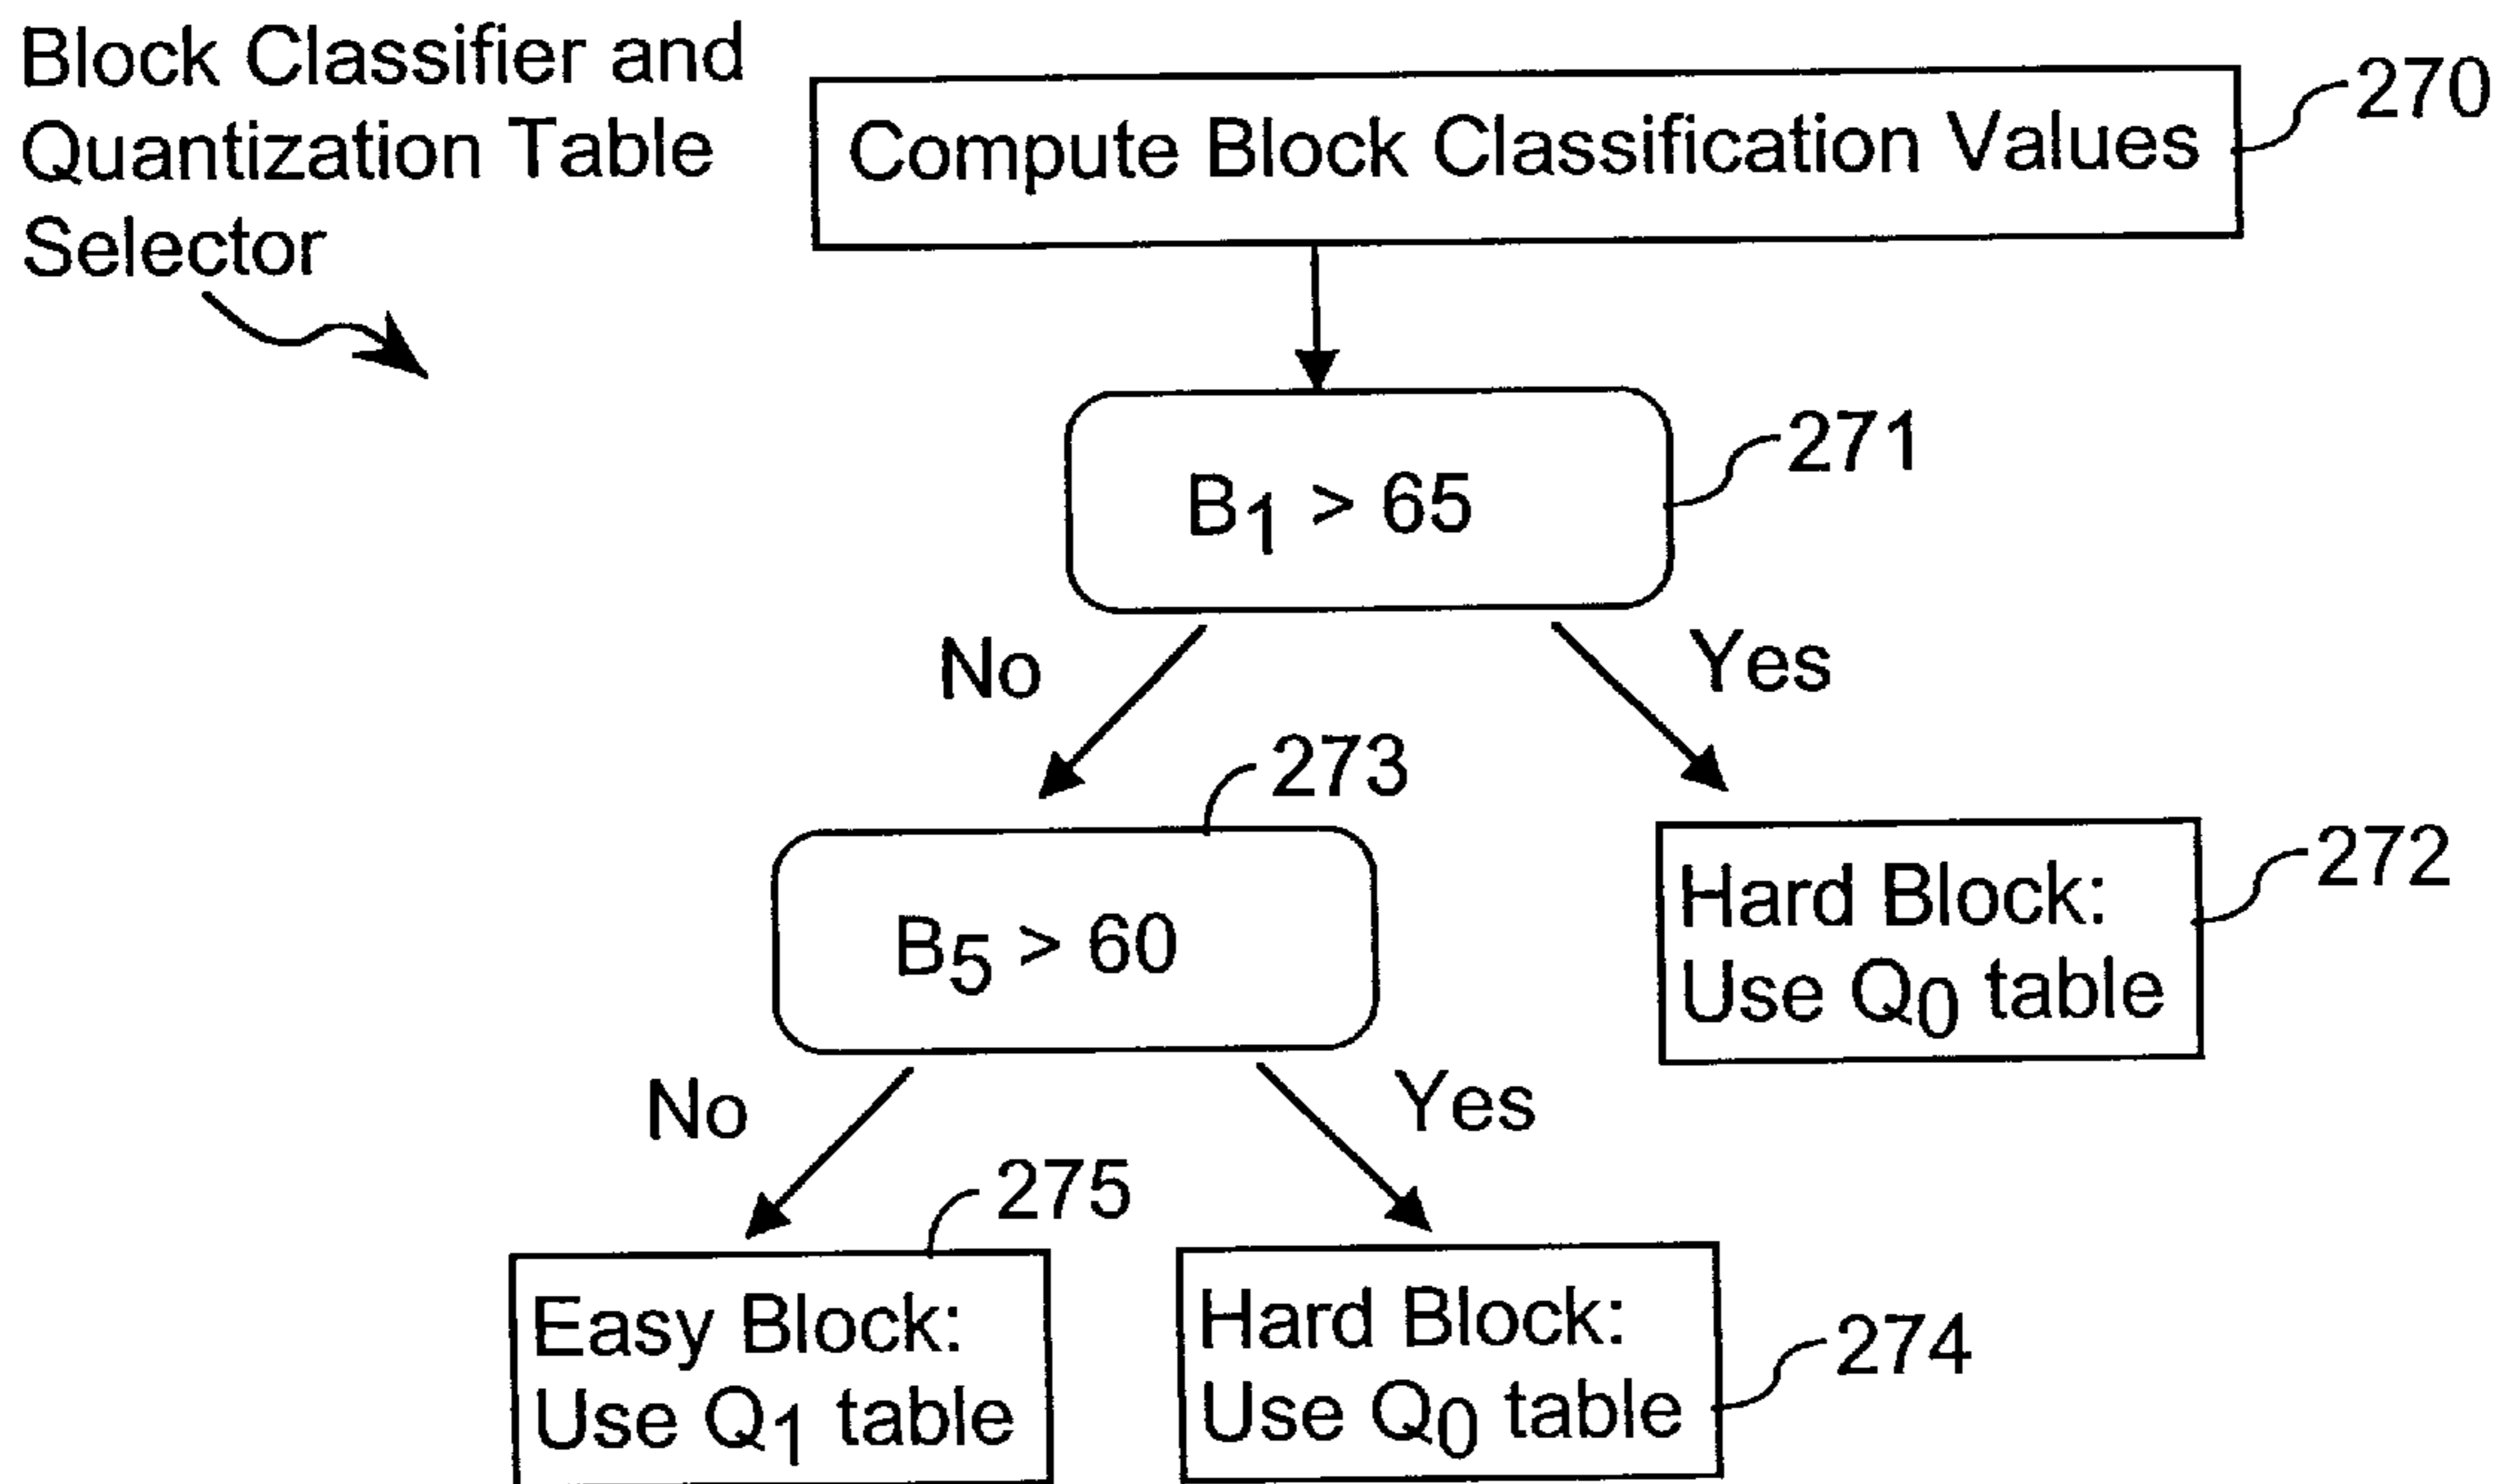 Block Classifier and
Quantization Table
Selector
Compute Block Classification Values
270
B1 > 65
271
No
Yes
273
B5 > 60
Hard Block:
Use Q0 table
272
No
Yes
275
Easy Block:
Use Q1 table
Hard Block:
Use Q0 table
274